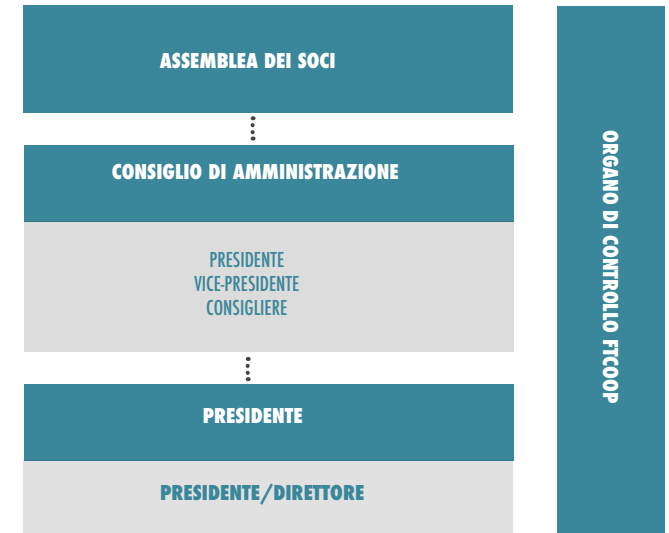 ASSEMBLEA DEI SOCI
CONSIGLIO DI AMMINISTRAZIONE
PRESIDENTE
VICE-PRESIDENTE
CONSIGLIERE
PRESIDENTE
PRESIDENTE/DIRETTORE
ORGANO DI CONTROLLO FTCOOP